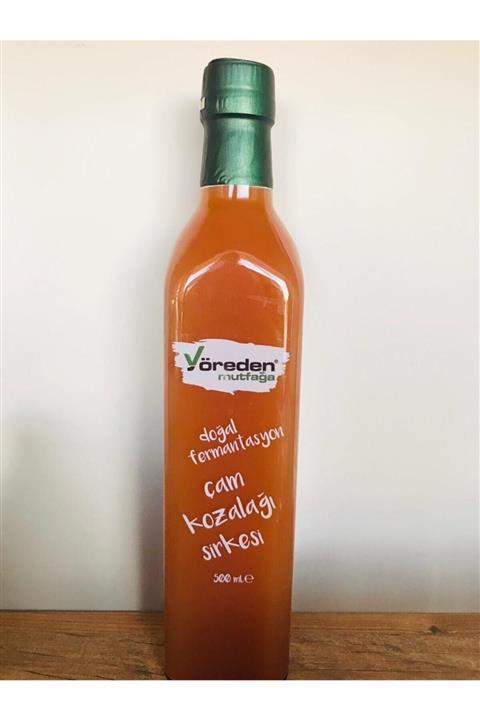 Yöreden®
mutfağa
doğal
fermantasyon
çam
kozalağı
sirkesi
500 ml. ℮